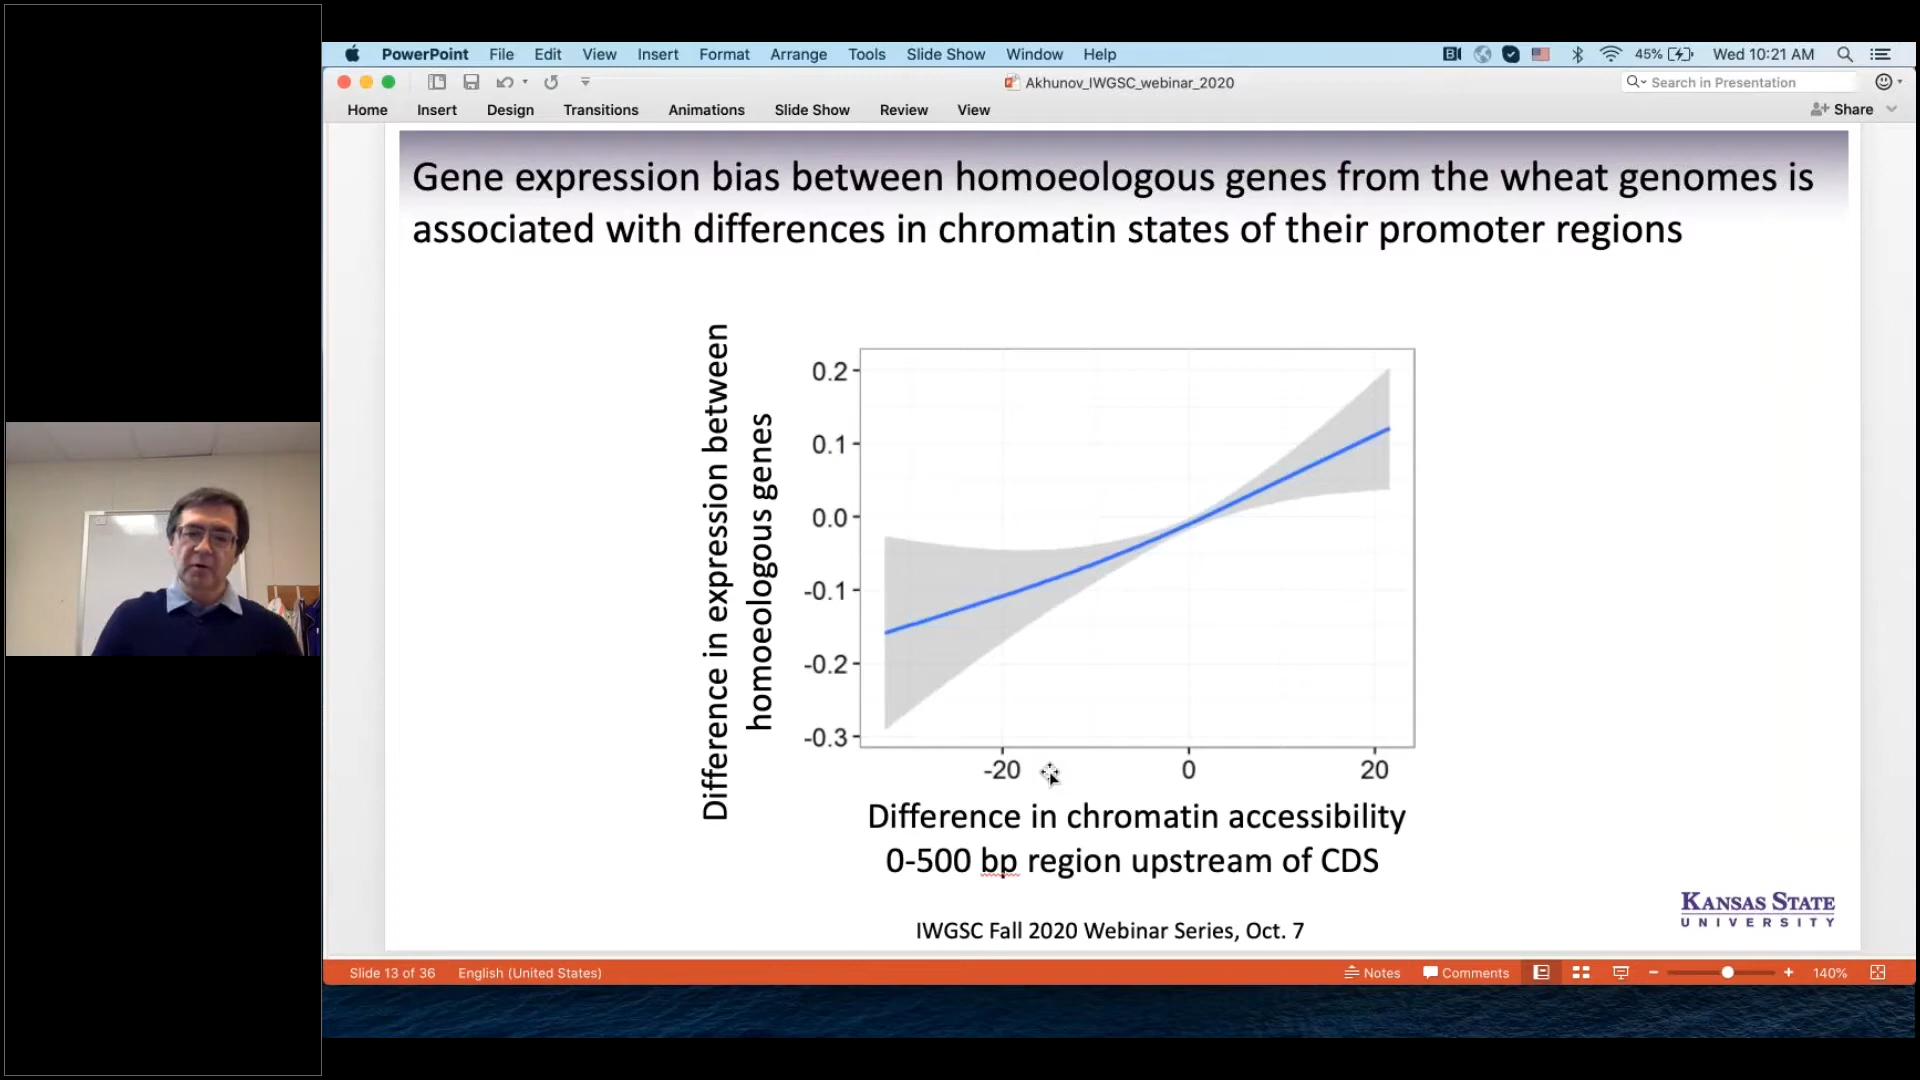 PowerPoint File Edit View Insert Format Arrange Tools Slide Show Window Help 45% Wed 10:21 AM
Akhunov_IWGSC_webinar_2020 Search in Presentation
Home Insert Design Transitions Animations Slide Show Review View Share
Gene expression bias between homoeologous genes from the wheat genomes is
associated with differences in chromatin states of their promoter regions
Difference in expression between
homoeologous genes
0.2
0.1
0.0
-0.1
-0.2
-0.3
-20 0 20
Difference in chromatin accessibility
0-500 bp region upstream of CDS
KANSAS STATE
UNIVERSITY
IWGSC Fall 2020 Webinar Series, Oct. 7
Slide 13 of 36 English (United States) Notes Comments 140%